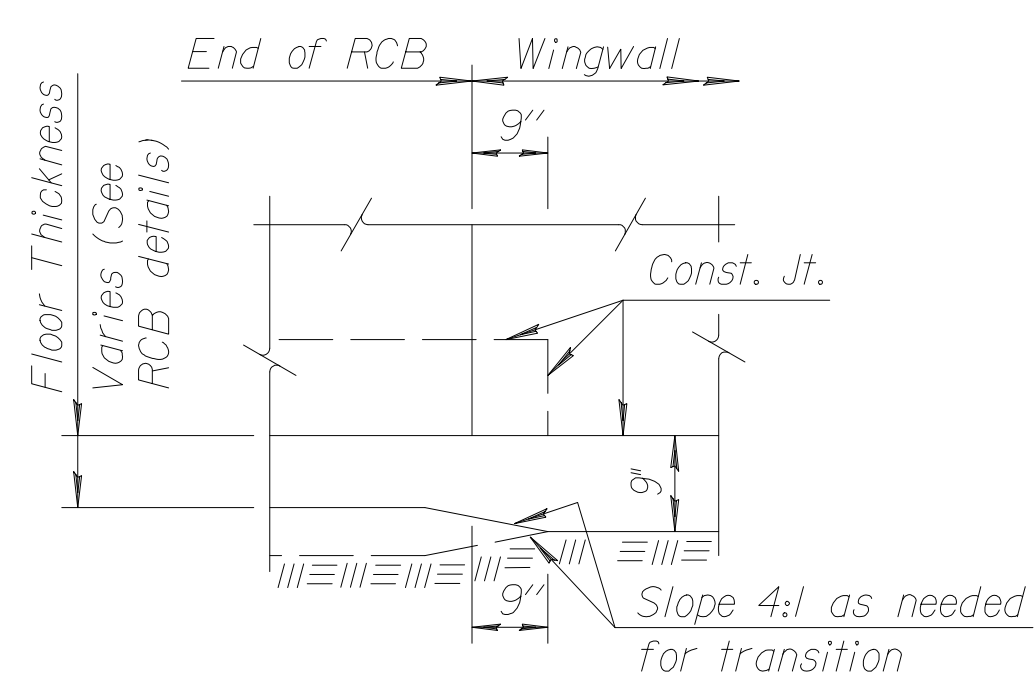 End of RCB
Wingwall
9"
Floor Thickness
Varies (See
RCB details)
Const. Jt.
9"
9"
Slope 4:1 as needed
for transition